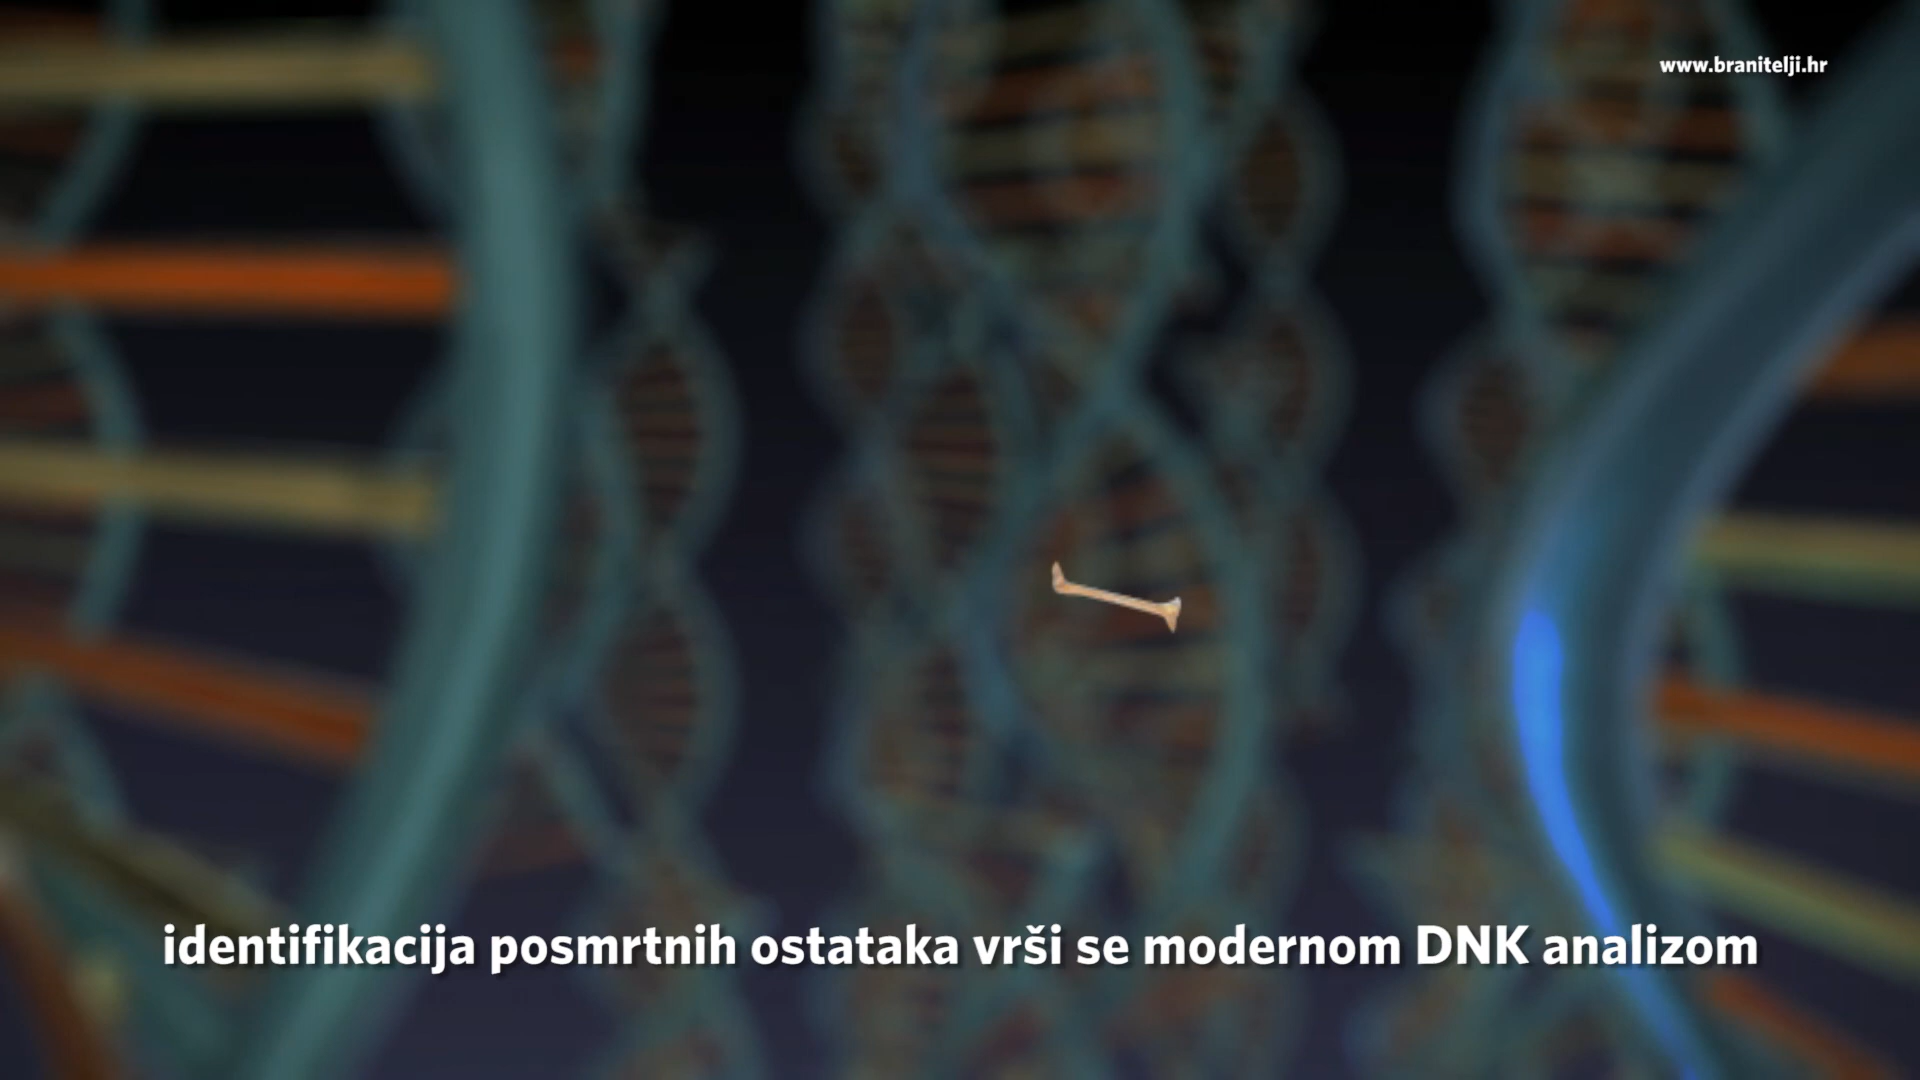 www.branitelji.hr
identifikacija posmrtnih ostataka vrši se modernom DNK analizom